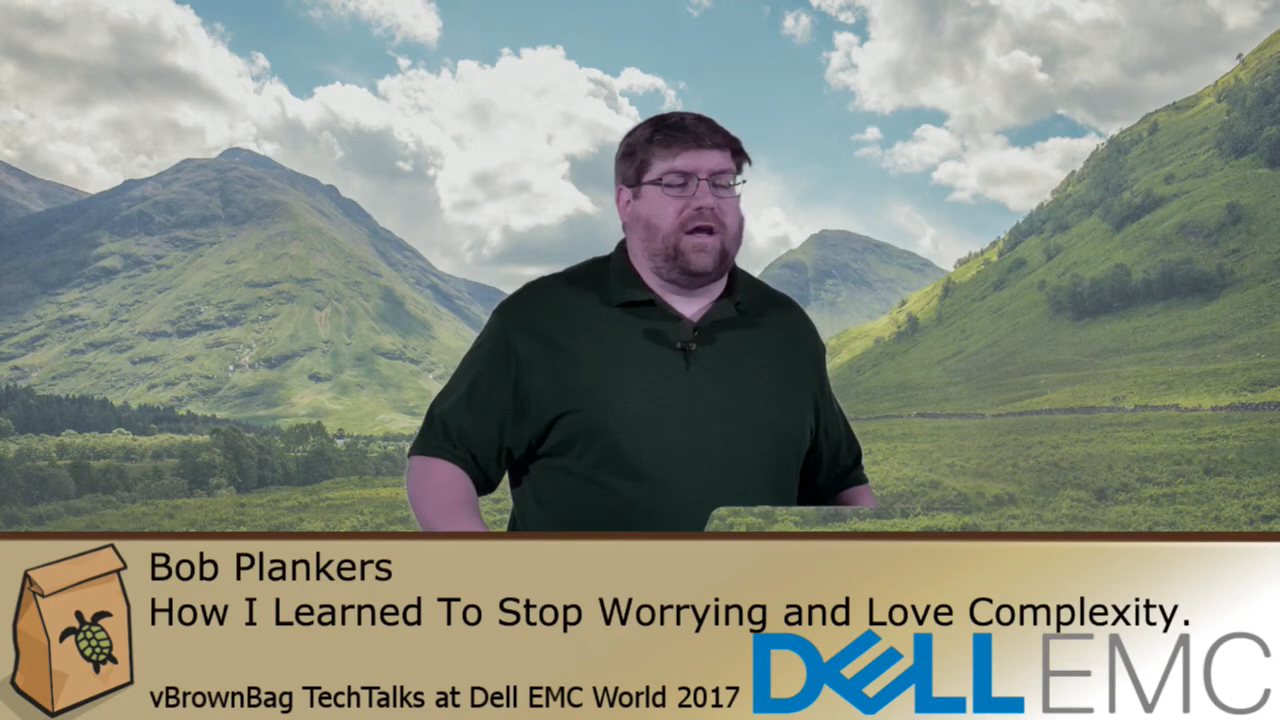 Bob Plankers
How I Learned To Stop Worrying and Love Complexity.
vBrownBag TechTalks at Dell EMC World 2017
DELL EMC